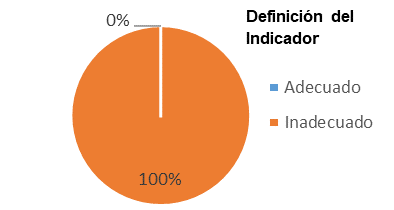 0%
Definición del
Indicador
Adecuado
Inadecuado
100%